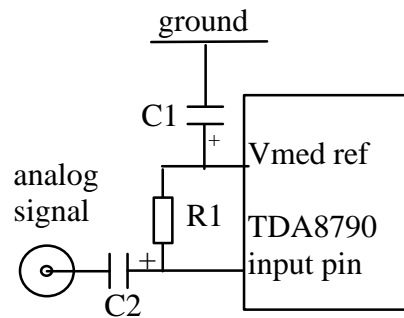 ground
C1
+
Vmed ref
analog
signal
R1
TDA8790
input pin
+
C2